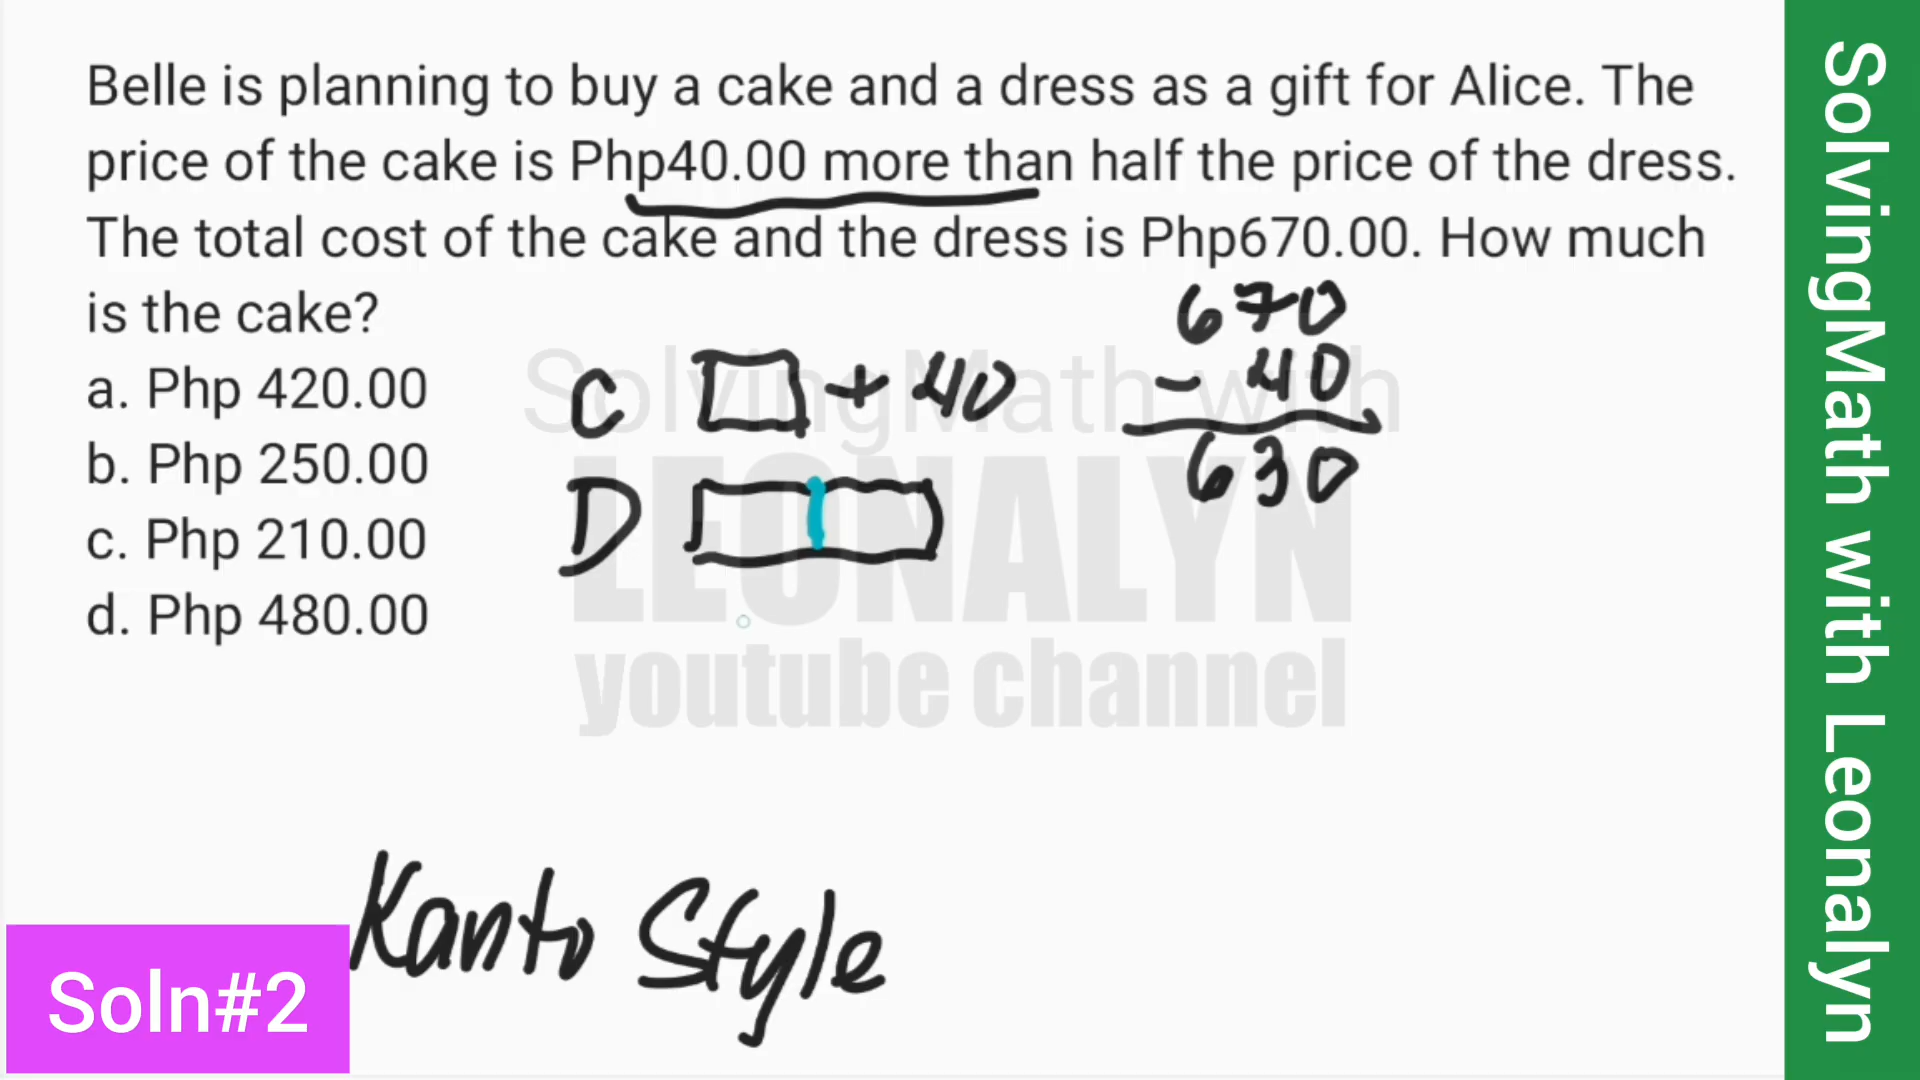 Belle is planning to buy a cake and a dress as a gift for Alice. The
price of the cake is Php40.00 more than half the price of the dress.
The total cost of the cake and the dress is Php670.00. How much
is the cake?
a. Php 420.00
b. Php 250.00
c. Php 210.00
d. Php 480.00
670
- 40
630
C + 40
D
SolvingMath with
LEONALYN
youtube channel
Kanto Style
Soln#2
SolvingMath with Leonalyn